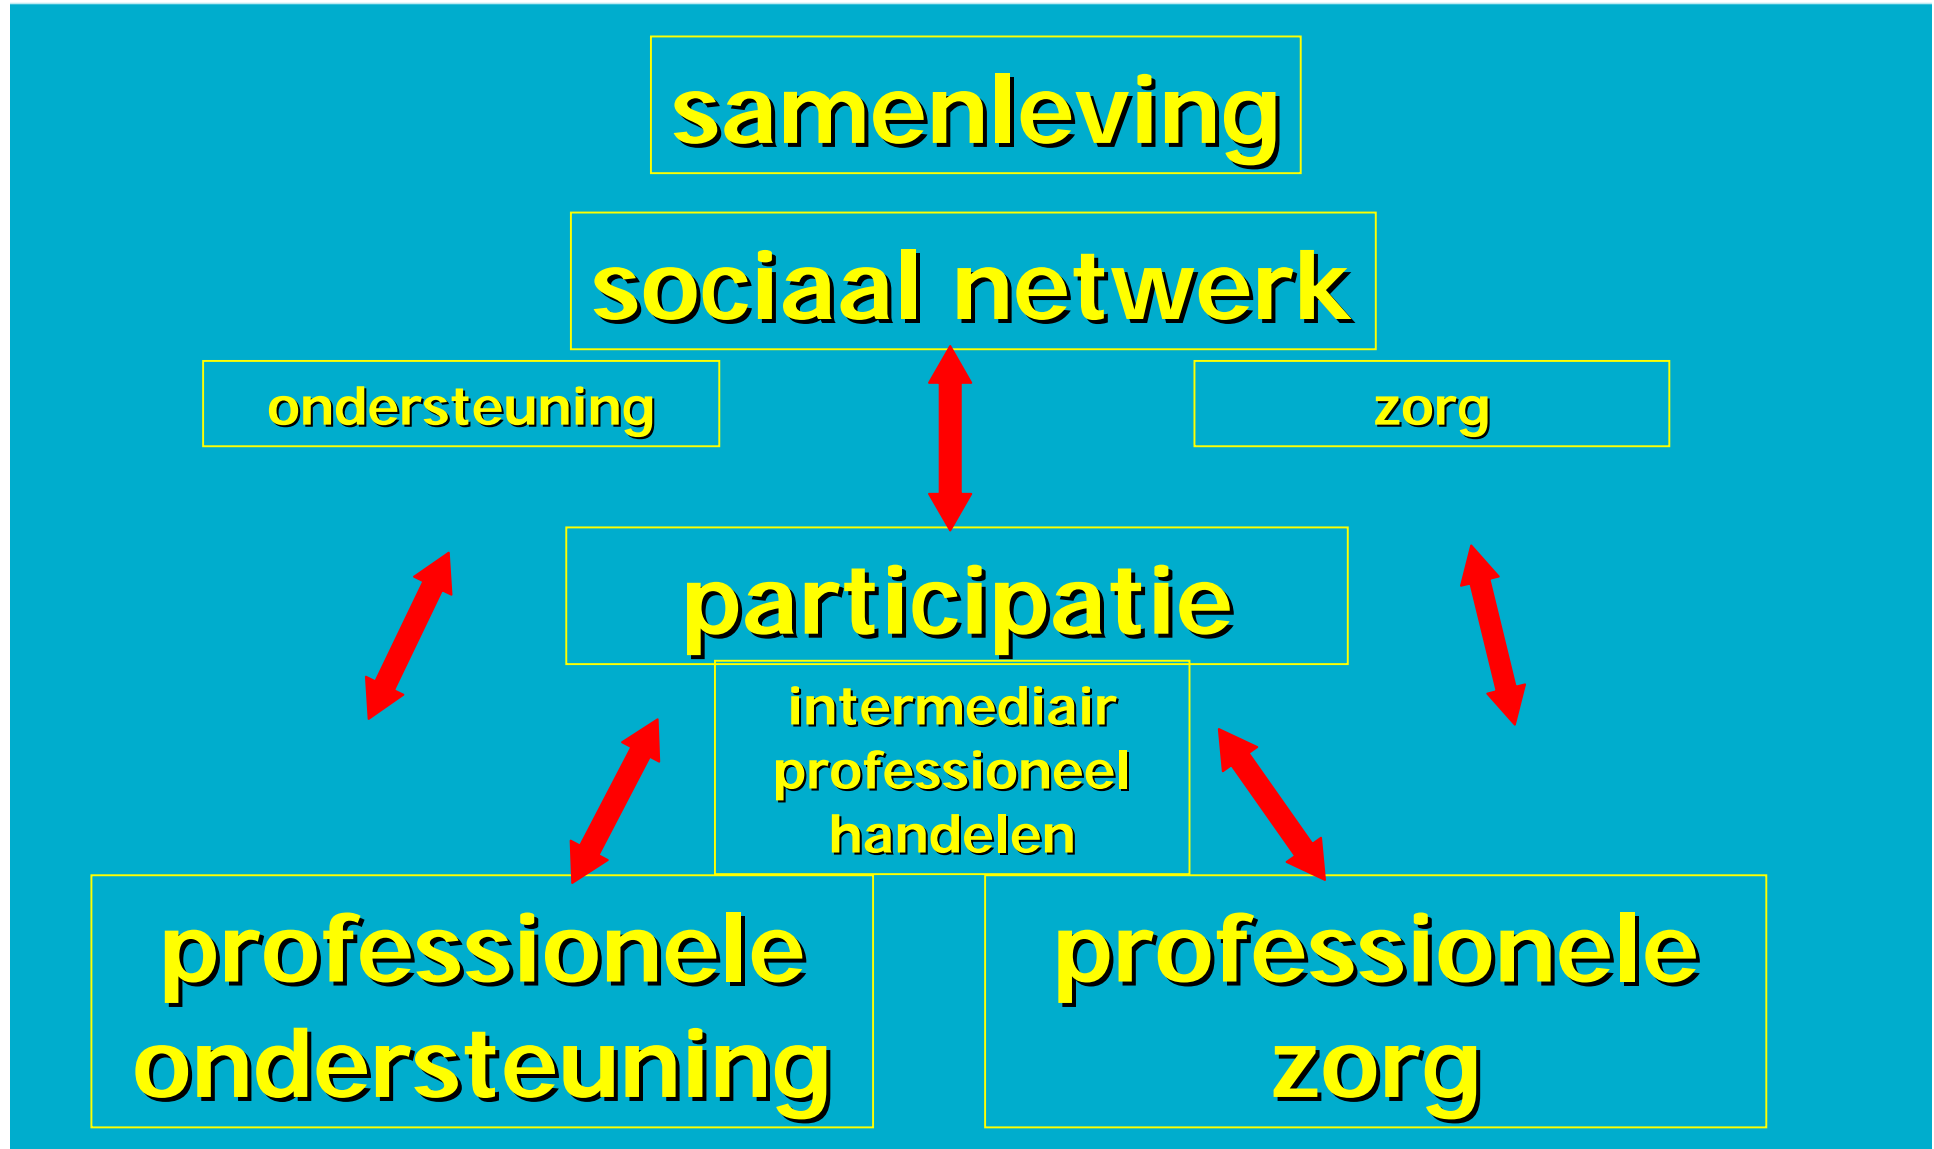 samenleving
sociaal netwerk
ondersteuning
zorg
participatie
intermediair
professioneel
handelen
professionele
ondersteuning
professionele
zorg